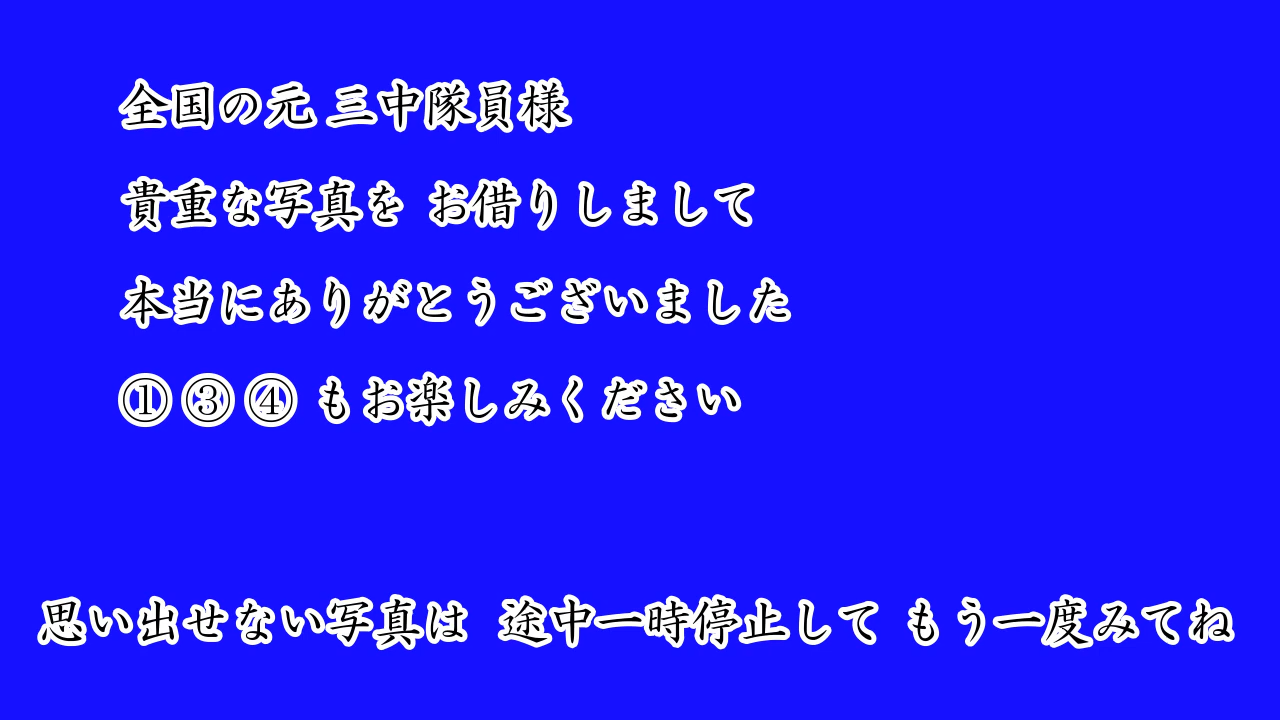 全国の元 三中隊員様
貴重な写真を お借りしまして
本当にありがとうございました
① ③ ④ もお楽しみください
思い出せない写真は 途中一時停止して もう一度みてね